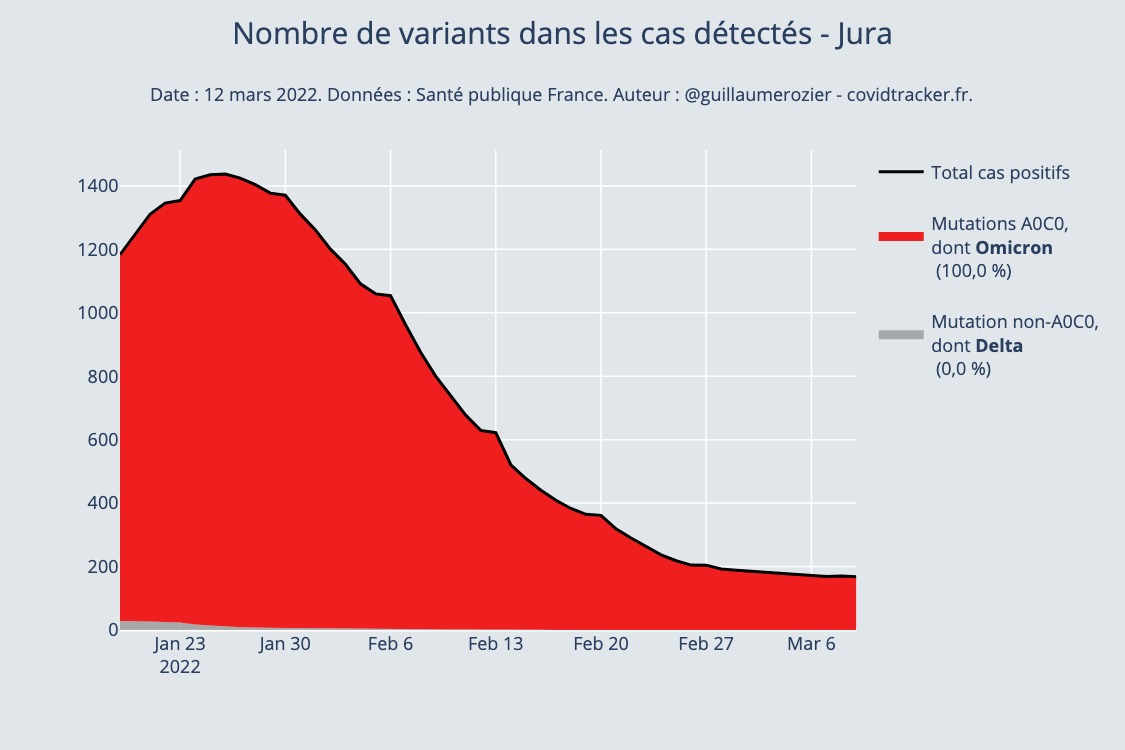 Nombre de variants dans les cas détectés - Jura
Date : 12 mars 2022. Données : Santé publique France. Auteur : @guillaumerozier - covidtracker.fr.
1400
1200
1000
800
600
400
200
0
Jan 23
2022
Jan 30
Feb 6
Feb 13
Feb 20
Feb 27
Mar 6
Total cas positifs
Mutations A0C0,
dont Omicron
(100,0 %)
Mutation non-A0C0,
dont Delta
(0,0 %)